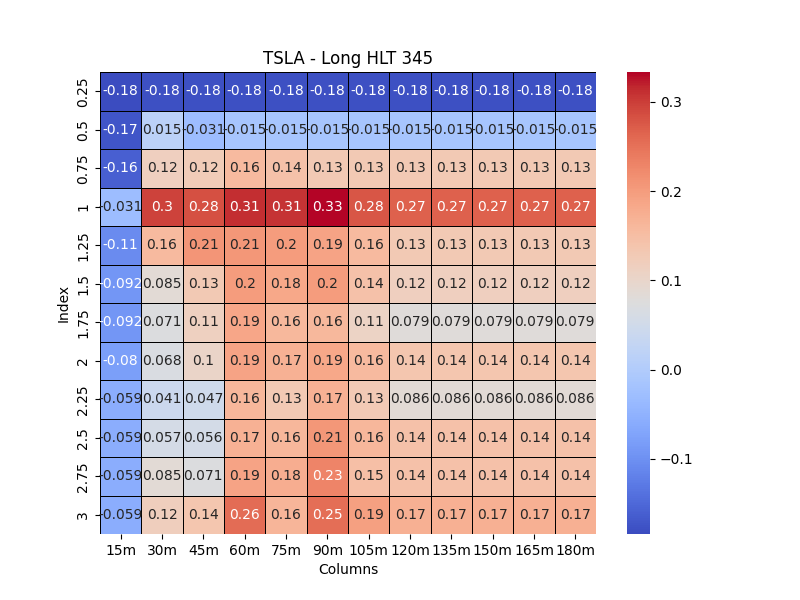 TSLA - Long HLT 345
0.25 -0.18 -0.18 -0.18 -0.18 -0.18 -0.18 -0.18 -0.18 -0.18 -0.18 -0.18 -0.18
0.5 -0.17 0.015 -0.031 -0.015 -0.015 -0.015 -0.015 -0.015 -0.015 -0.015 -0.015 -0.015
0.75 -0.16 0.12 0.12 0.16 0.14 0.13 0.13 0.13 0.13 0.13 0.13 0.13
1 -0.031 0.3 0.28 0.31 0.31 0.33 0.28 0.27 0.27 0.27 0.27 0.27
1.25 -0.11 0.16 0.21 0.21 0.2 0.19 0.16 0.13 0.13 0.13 0.13 0.13
1.5 -0.092 0.085 0.13 0.2 0.18 0.2 0.14 0.12 0.12 0.12 0.12 0.12
1.75 -0.092 0.071 0.11 0.19 0.16 0.16 0.11 0.079 0.079 0.079 0.079 0.079
2 -0.08 0.068 0.1 0.19 0.17 0.19 0.16 0.14 0.14 0.14 0.14 0.14
2.25 -0.059 0.041 0.047 0.16 0.13 0.17 0.13 0.086 0.086 0.086 0.086 0.086
2.5 -0.059 0.057 0.056 0.17 0.16 0.21 0.16 0.14 0.14 0.14 0.14 0.14
2.75 -0.059 0.085 0.071 0.19 0.18 0.23 0.15 0.14 0.14 0.14 0.14 0.14
3 -0.059 0.12 0.14 0.26 0.16 0.25 0.19 0.17 0.17 0.17 0.17 0.17
15m 30m 45m 60m 75m 90m 105m 120m 135m 150m 165m 180m
Columns
Index
0.3
0.2
0.1
0.0
−0.1